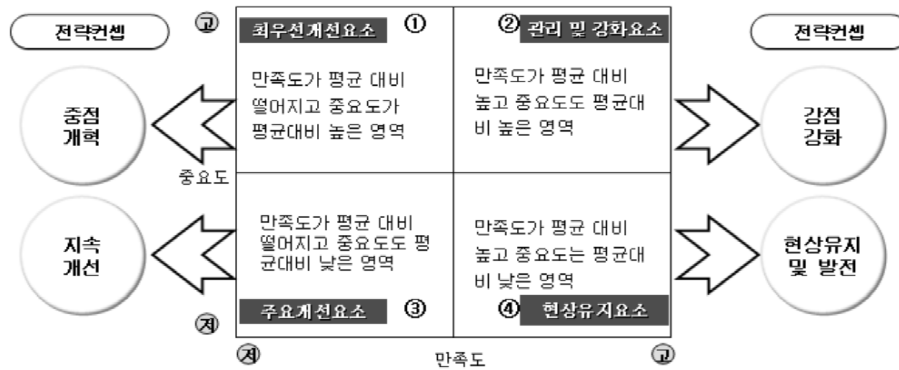 전략컨셉
고
최우선개선요소 ①
② 관리 및 강화요소
전략컨셉
만족도가 평균 대비
떨어지고 중요도가
평균대비 높은 영역
만족도가 평균 대비
높고 중요도도 평균대
비 높은 영역
중점
개혁
강점
강화
중요도
만족도가 평균 대비
떨어지고 중요도도 평
균대비 낮은 영역
만족도가 평균 대비
높고 중요도는 평균대
비 낮은 영역
지속
개선
현상유지
및 발전
주요개선요소 ③
④ 현상유지요소
저
저
만족도
고